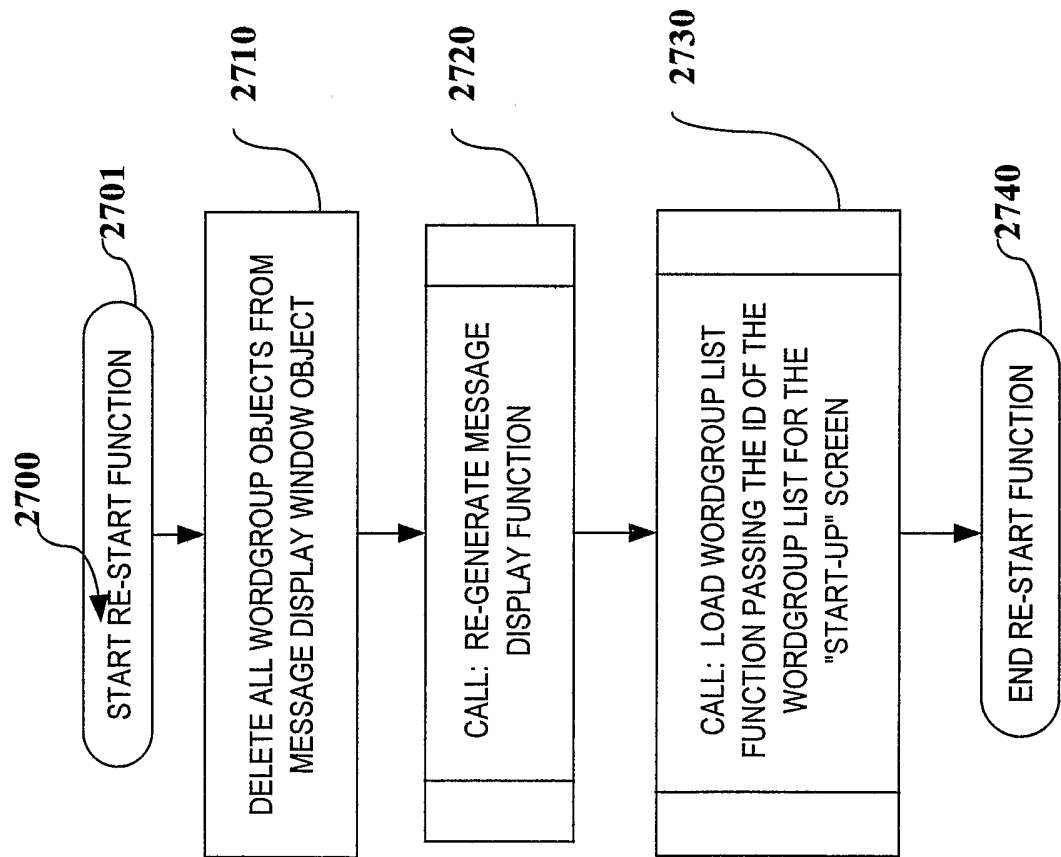 2700
START RE-START FUNCTION
2701
DELETE ALL WORDGROUP OBJECTS FROM
MESSAGE DISPLAY WINDOW OBJECT
2710
CALL: RE-GENERATE MESSAGE
DISPLAY FUNCTION
2720
CALL: LOAD WORDGROUP LIST
FUNCTION PASSING THE ID OF THE
WORDGROUP LIST FOR THE
"START-UP" SCREEN
2730
END RE-START FUNCTION
2740